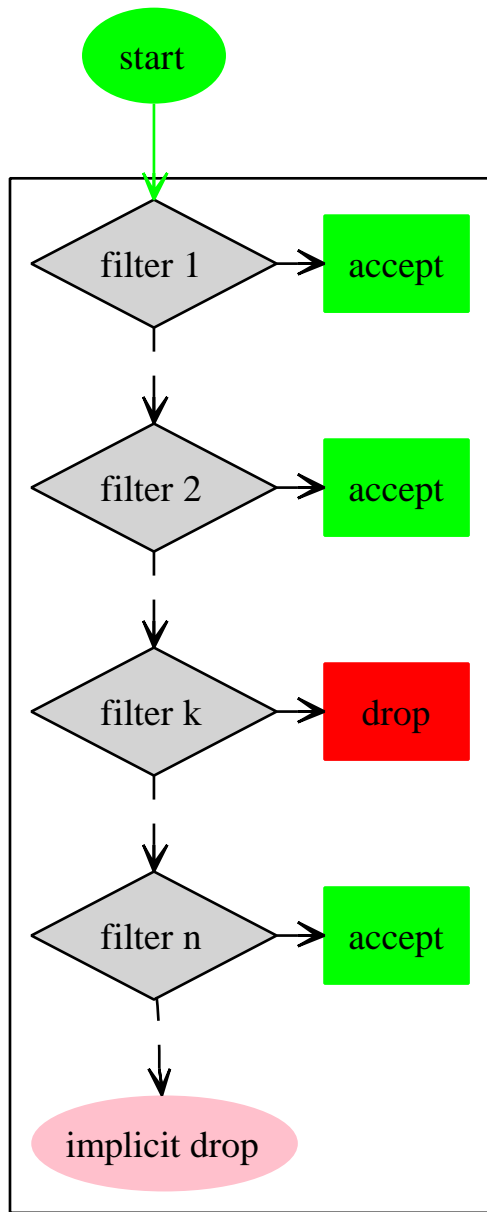 start
filter 1
accept
filter 2
accept
filter k
drop
filter n
accept
implicit drop